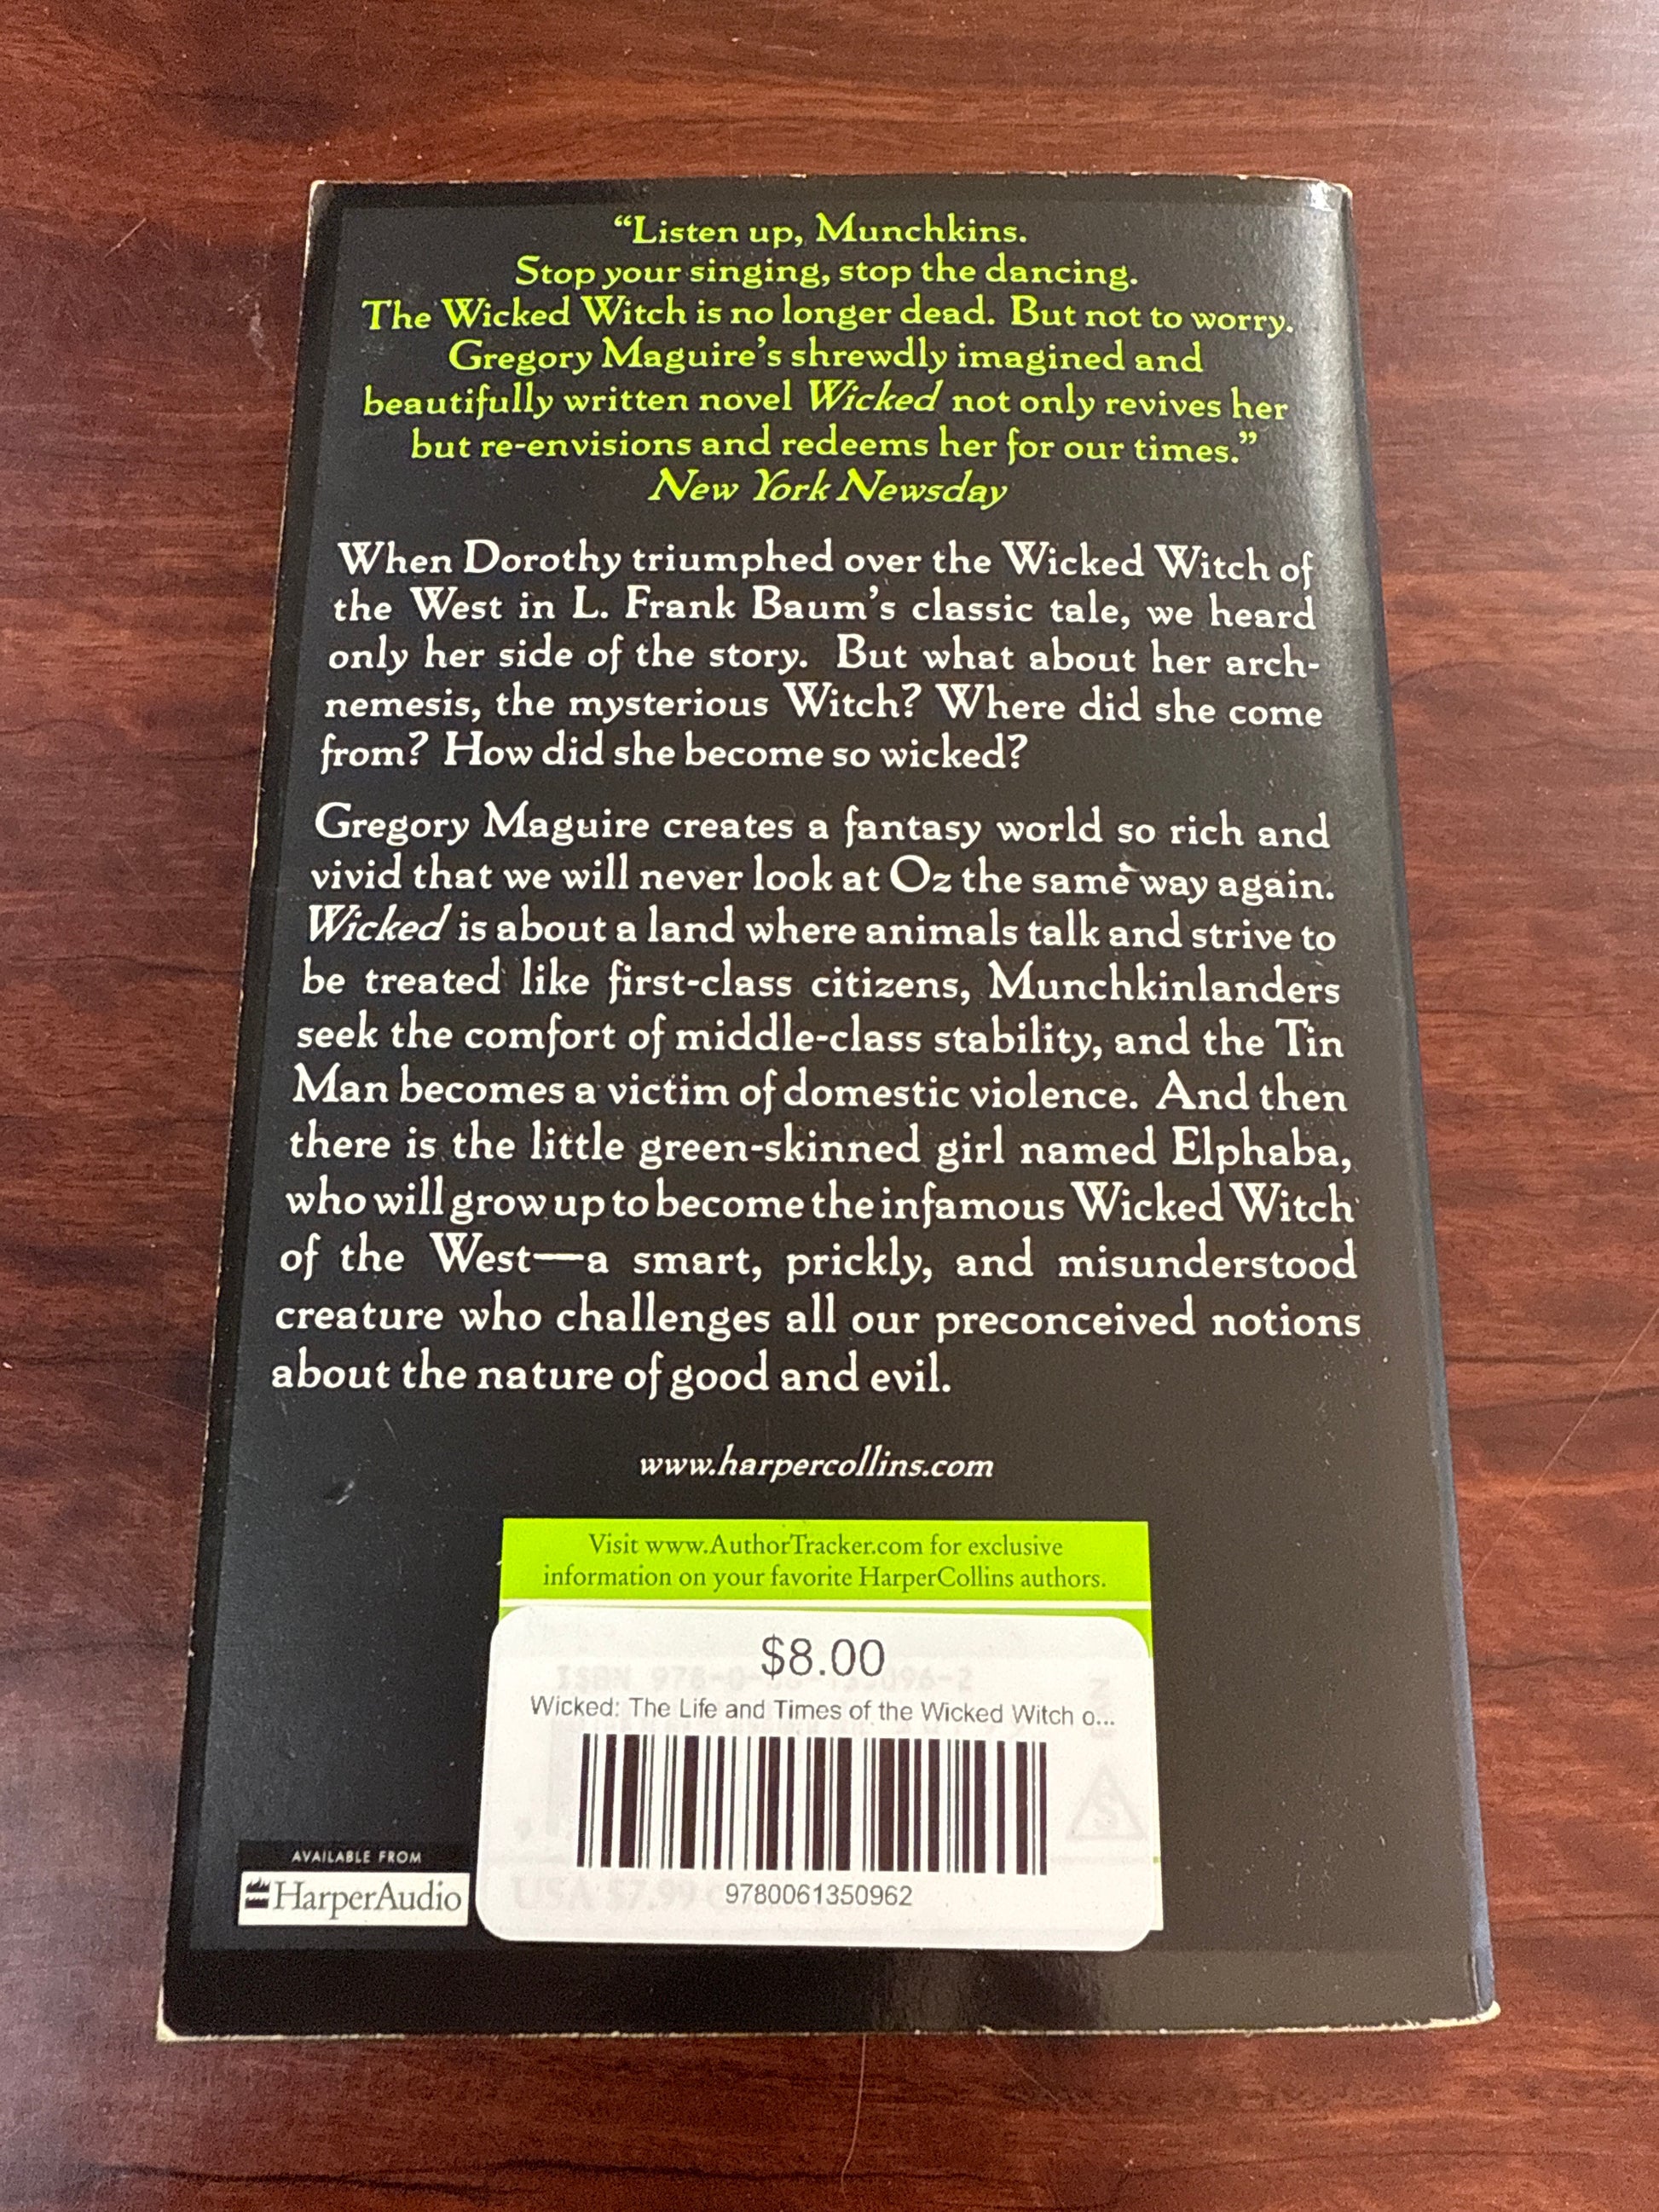 “Listen up, Munchkins.
Stop your singing, stop the dancing.
The Wicked Witch is no longer dead. But not to worry.
Gregory Maguire’s shrewdly imagined and
beautifully written novel Wicked not only revives her
but re-envisions and redeems her for our times.”
New York Newsday
When Dorothy triumphed over the Wicked Witch of
the West in L. Frank Baum’s classic tale, we heard
only her side of the story. But what about her arch-
nemesis, the mysterious Witch? Where did she come
from? How did she become so wicked?
Gregory Maguire creates a fantasy world so rich and
vivid that we will never look at Oz the same way again.
Wicked is about a land where animals talk and strive to
be treated like first-class citizens, Munchkinlanders
seek the comfort of middle-class stability, and the Tin
Man becomes a victim of domestic violence. And then
there is the little green-skinned girl named Elphaba,
who will grow up to become the infamous Wicked Witch
of the West—a smart, prickly, and misunderstood
creature who challenges all our preconceived notions
about the nature of good and evil.
www.harpercollins.com
Visit www.AuthorTracker.com for exclusive
information on your favorite HarperCollins authors.
$8.00
Wicked: The Life and Times of the Wicked Witch o...
9780061350962
AVAILABLE FROM
HarperAudio
USA $7.99